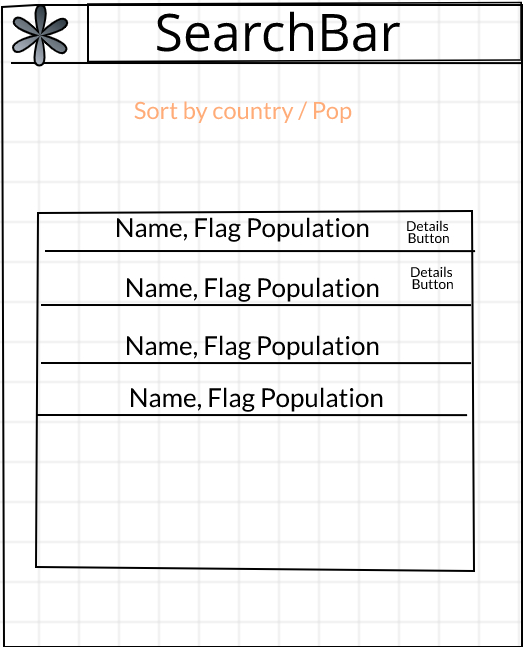 SearchBar
Sort by country / Pop
Name, Flag Population
Details
Button
Name, Flag Population
Details
Button
Name, Flag Population
Name, Flag Population